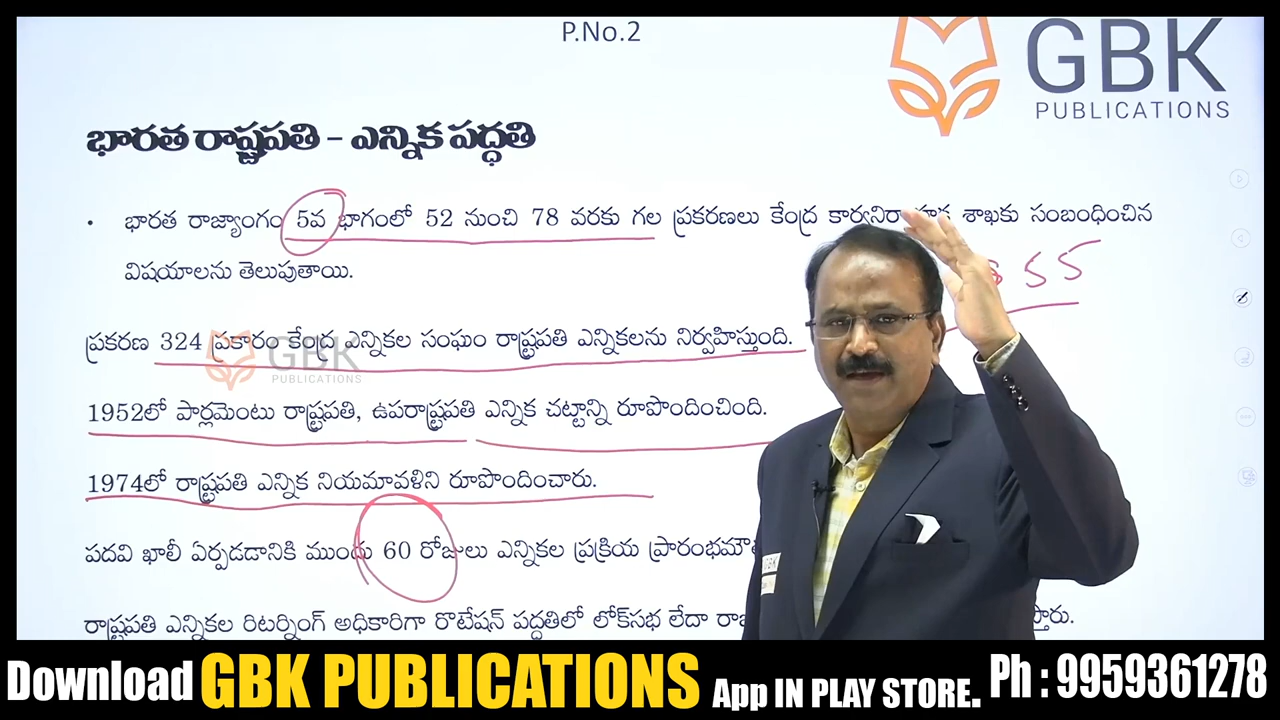 P.No.2
GBK
PUBLICATIONS
భారత రాష్ట్రపతి – ఎన్నిక పద్ధతి
• భారత రాజ్యాంగం 5వ భాగంలో 52 నుంచి 78 వరకు గల ప్రకరణలు కేంద్ర కార్యనిర్వాహక శాఖకు సంబంధించిన
విషయాలను తెలుపుతాయి.
ప్రకరణ 324 ప్రకారం కేంద్ర ఎన్నికల సంఘం రాష్ట్రపతి ఎన్నికలను నిర్వహిస్తుంది.
GBK
PUBLICATIONS
1952లో పార్లమెంటు రాష్ట్రపతి, ఉపరాష్ట్రపతి ఎన్నిక చట్టాన్ని రూపొందించింది.
1974లో రాష్ట్రపతి ఎన్నిక నియమావళిని రూపొందించారు.
పదవి ఖాళీ ఏర్పడడానికి ముందు 60 రోజులు ఎన్నికల ప్రక్రియ
రాష్ట్రపతి ఎన్నికల రిటర్నింగ్ అధికారిగా రొటేషన్ పద్ధతిలో లోక్‌సభ లేదా
Download GBK PUBLICATIONS App IN PLAY STORE. Ph : 9959361278